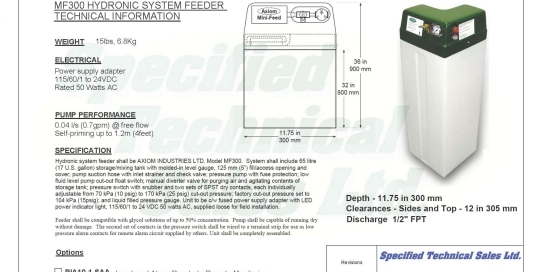 MF300 HYDRONIC SYSTEM FEEDER
TECHNICAL INFORMATION
WEIGHT 15lbs, 6.8Kg
ELECTRICAL
Power supply adapter
115/60/1 to 24VDC
Rated 50 Watts AC
PUMP PERFORMANCE
0.04 l/s (0.7gpm) @ free flow
Self-priming up to 1.2m (4feet)
SPECIFICATION
Hydronic system feeder shall be AXIOM INDUSTRIES LTD. Model MF300. System shall include 65 litre
(17 U.S. gallon) storage/mixing tank with molded-in level gauge, 125 mm (5") fill/access opening and
cover; pump suction hose with inlet strainer and check valve; pressure pump with fuse protection; low
fluid level pump cut-out float switch; manual diverter valve for purging air and agitating contents of
storage tank; pressure switch with snubber and two sets of SPST dry contacts, each individually
adjustable from 70 kPa (10 psig) to 170 kPa (25 psig) cut-out pressure; factory cut-out pressure set to
104 kPa (15psig); and liquid filled pressure gauge. Unit to be c/w fused power supply adapter with LED
power indicator light, 115/60/1 to 24 VDC 50 watts AC, supplied loose for field installation.
Feeder shall be compatible with glycol solutions of up to 50% concentration. Pump shall be capable of running dry
without damage. The second set of contacts in the pressure switch shall be wired to a terminal strip for use as low
pressure alarm contacts for remote alarm circuit supplied by others. Unit shall be completely assembled.
Options
Axiom
Mini-Feed
36 in
900 mm
32 in
800 mm
11.75 in
300 mm
Depth - 11.75 in 300 mm
Clearances - Sides and Top - 12 in 305 mm
Discharge 1/2" FPT
Revisions
Specified Technical Sales Ltd.
Specified
Technical